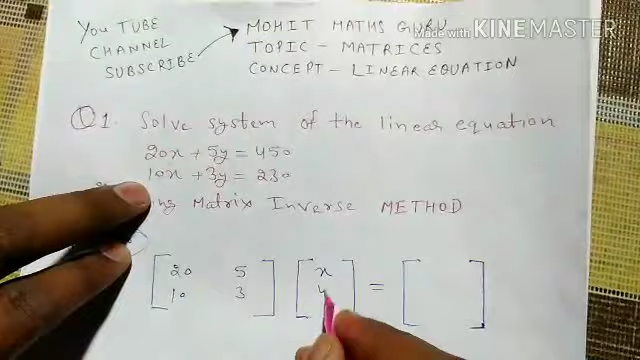 YOU TUBE
CHANNEL
SUBSCRIBE
MOHIT MATHS GURU
TOPIC - MATRICES
CONCEPT - LINEAR EQUATION
Made with KINEMASTER
Q1. Solve system of the linear equation
20x + 5y = 450
10x + 3y = 230
Matrix Inverse METHOD
[20 5] [x] = [ ]
[10 3] [y]